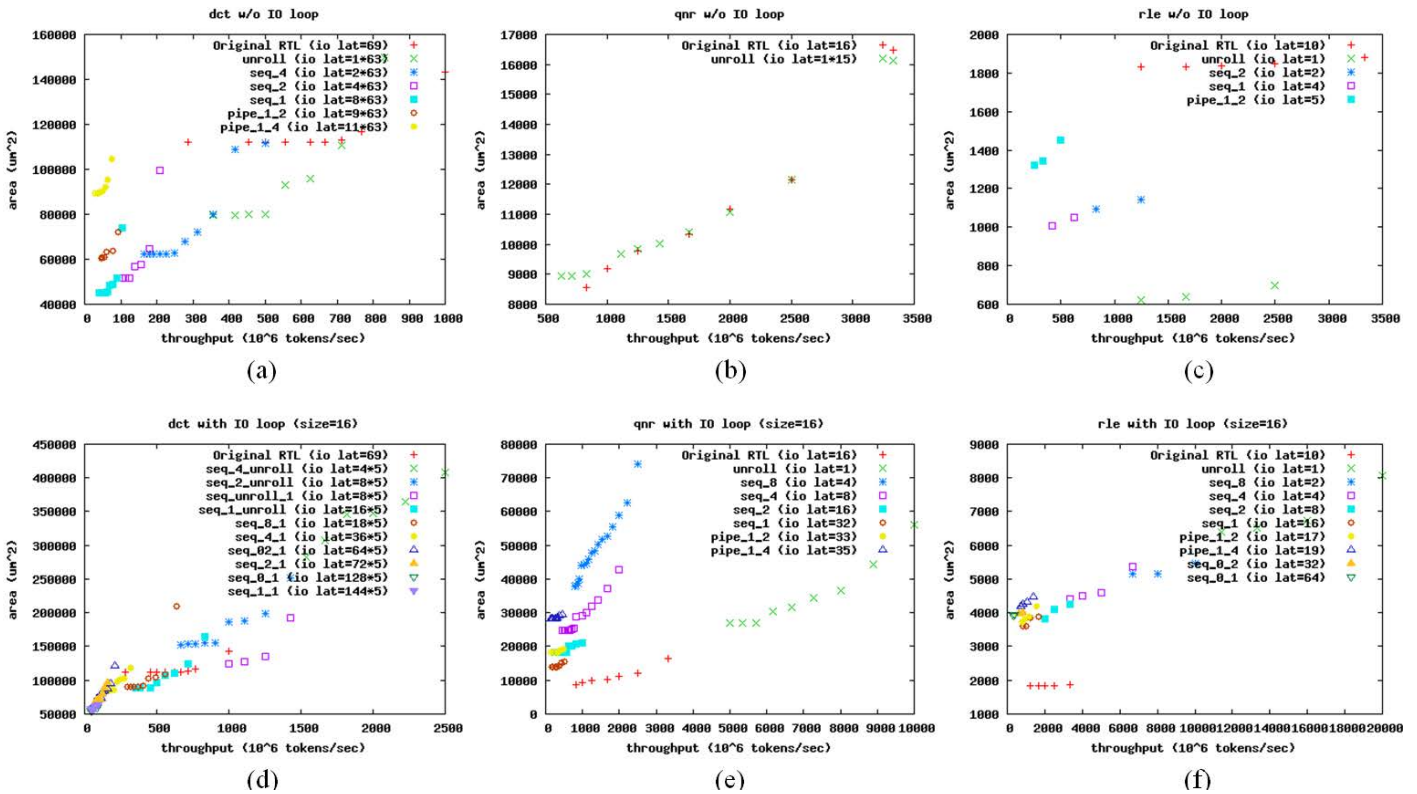 dct w/o IO loop
area (um^2)
160000
140000
120000
100000
80000
60000
40000
Original RTL (io lat=69)
unroll (io lat=1*63)
seq_4 (io lat=2*63)
seq_2 (io lat=4*63)
seq_1 (io lat=8*63)
pipe_1_2 (io lat=9*63)
pipe_1_4 (io lat=11*63)
0 100 200 300 400 500 600 700 800 900 1000
throughput (10^6 tokens/sec)
(a)
qnr w/o IO loop
area (um^2)
17000
16000
15000
14000
13000
12000
11000
10000
9000
8000
Original RTL (io lat=16)
unroll (io lat=1*15)
500 1000 1500 2000 2500 3000 3500
throughput (10^6 tokens/sec)
(b)
rle w/o IO loop
area (um^2)
2000
1800
1600
1400
1200
1000
800
600
Original RTL (io lat=10)
unroll (io lat=1)
seq_2 (io lat=2)
seq_1 (io lat=4)
pipe_1_2 (io lat=5)
0 500 1000 1500 2000 2500 3000 3500
throughput (10^6 tokens/sec)
(c)
dct with IO loop (size=16)
area (um^2)
450000
400000
350000
300000
250000
200000
150000
100000
50000
Original RTL (io lat=69)
seq_4_unroll (io lat=4*5)
seq_2_unroll (io lat=8*5)
seq_unroll_1 (io lat=8*5)
seq_1_unroll (io lat=16*5)
seq_8_1 (io lat=18*5)
seq_4_1 (io lat=36*5)
seq_02_1 (io lat=64*5)
seq_2_1 (io lat=72*5)
seq_0_1 (io lat=128*5)
seq_1_1 (io lat=144*5)
0 500 1000 1500 2000 2500
throughput (10^6 tokens/sec)
(d)
qnr with IO loop (size=16)
area (um^2)
80000
70000
60000
50000
40000
30000
20000
10000
0
Original RTL (io lat=16)
unroll (io lat=1)
seq_8 (io lat=4)
seq_4 (io lat=8)
seq_2 (io lat=16)
seq_1 (io lat=32)
pipe_1_2 (io lat=33)
pipe_1_4 (io lat=35)
0 1000 2000 3000 4000 5000 6000 7000 8000 9000 10000
throughput (10^6 tokens/sec)
(e)
rle with IO loop (size=16)
area (um^2)
9000
8000
7000
6000
5000
4000
3000
2000
1000
Original RTL (io lat=10)
unroll (io lat=1)
seq_8 (io lat=2)
seq_4 (io lat=4)
seq_2 (io lat=8)
seq_1 (io lat=16)
pipe_1_2 (io lat=17)
pipe_1_4 (io lat=19)
seq_0_2 (io lat=32)
seq_0_1 (io lat=64)
0 2000 4000 6000 8000 10000 12000 14000 16000 18000 20000
throughput (10^6 tokens/sec)
(f)